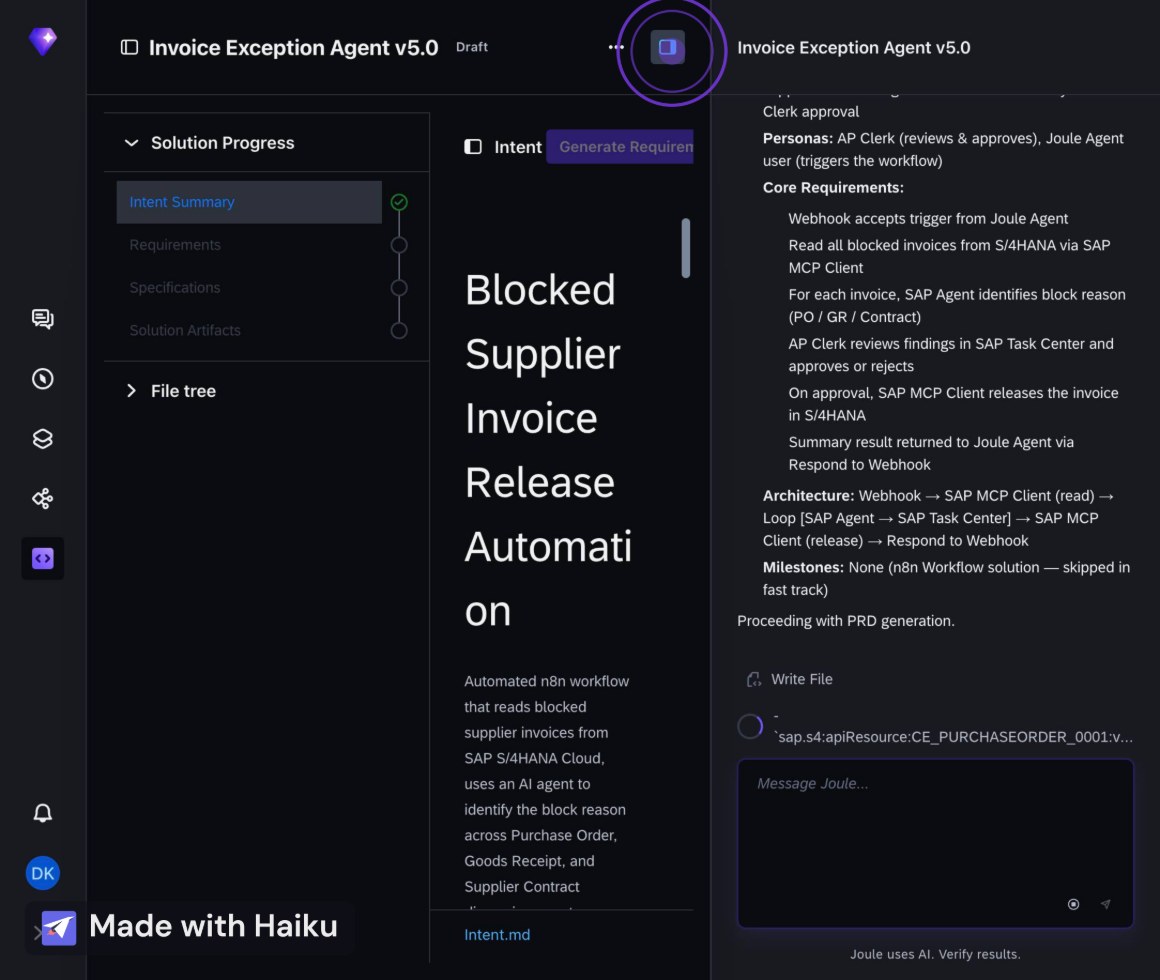 Invoice Exception Agent v5.0
Draft
Solution Progress
Intent Summary
Requirements
Specifications
Solution Artifacts
File tree
Intent
Generate Requirem
Blocked
Supplier
Invoice
Release
Automati
on
Automated n8n workflow
that reads blocked
supplier invoices from
SAP S/4HANA Cloud,
uses an AI agent to
identify the block reason
across Purchase Order,
Goods Receipt, and
Supplier Contract
Intent.md
Invoice Exception Agent v5.0
Clerk approval
Personas: AP Clerk (reviews & approves), Joule Agent
user (triggers the workflow)
Core Requirements:
Webhook accepts trigger from Joule Agent
Read all blocked invoices from S/4HANA via SAP
MCP Client
For each invoice, SAP Agent identifies block reason
(PO / GR / Contract)
AP Clerk reviews findings in SAP Task Center and
approves or rejects
On approval, SAP MCP Client releases the invoice
in S/4HANA
Summary result returned to Joule Agent via
Respond to Webhook
Architecture: Webhook → SAP MCP Client (read) →
Loop [SAP Agent → SAP Task Center] → SAP MCP
Client (release) → Respond to Webhook
Milestones: None (n8n Workflow solution — skipped in
fast track)
Proceeding with PRD generation.
Write File
-
`sap.s4:apiResource:CE_PURCHASEORDER_0001:v...
Message Joule...
Joule uses AI. Verify results.
DK
Made with Haiku